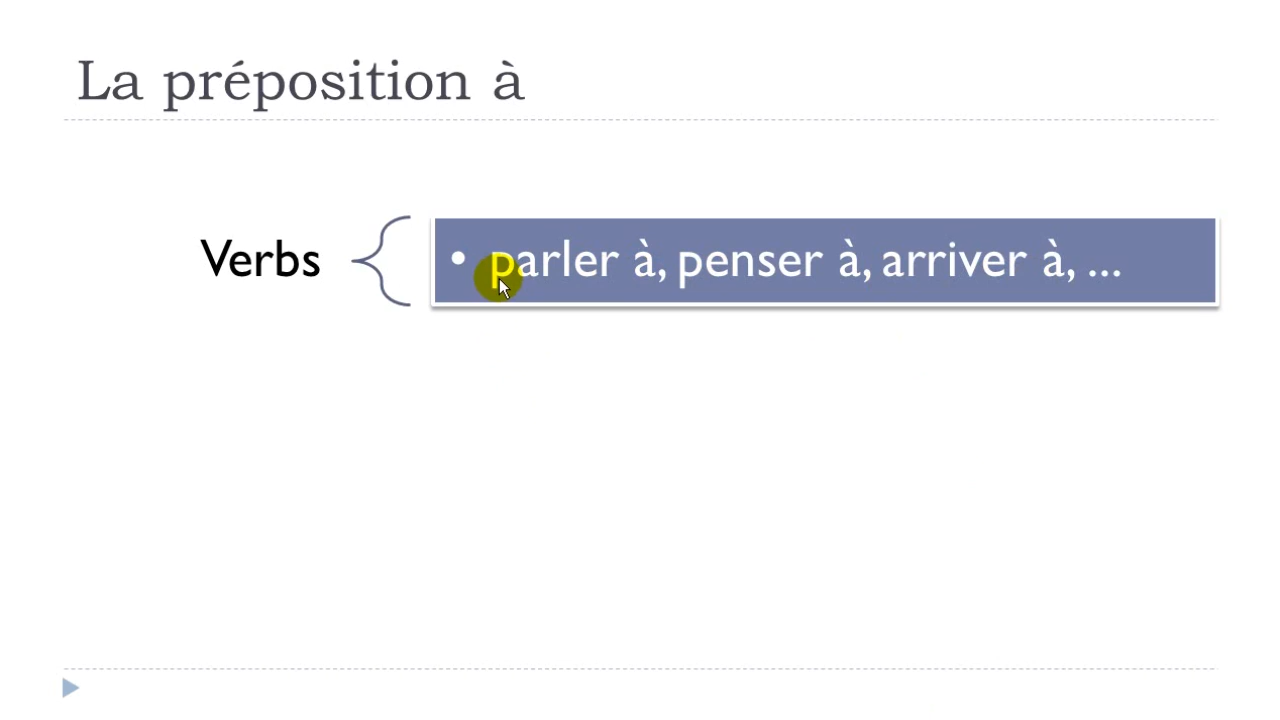 La préposition à
Verbs
• parler à, penser à, arriver à, ...